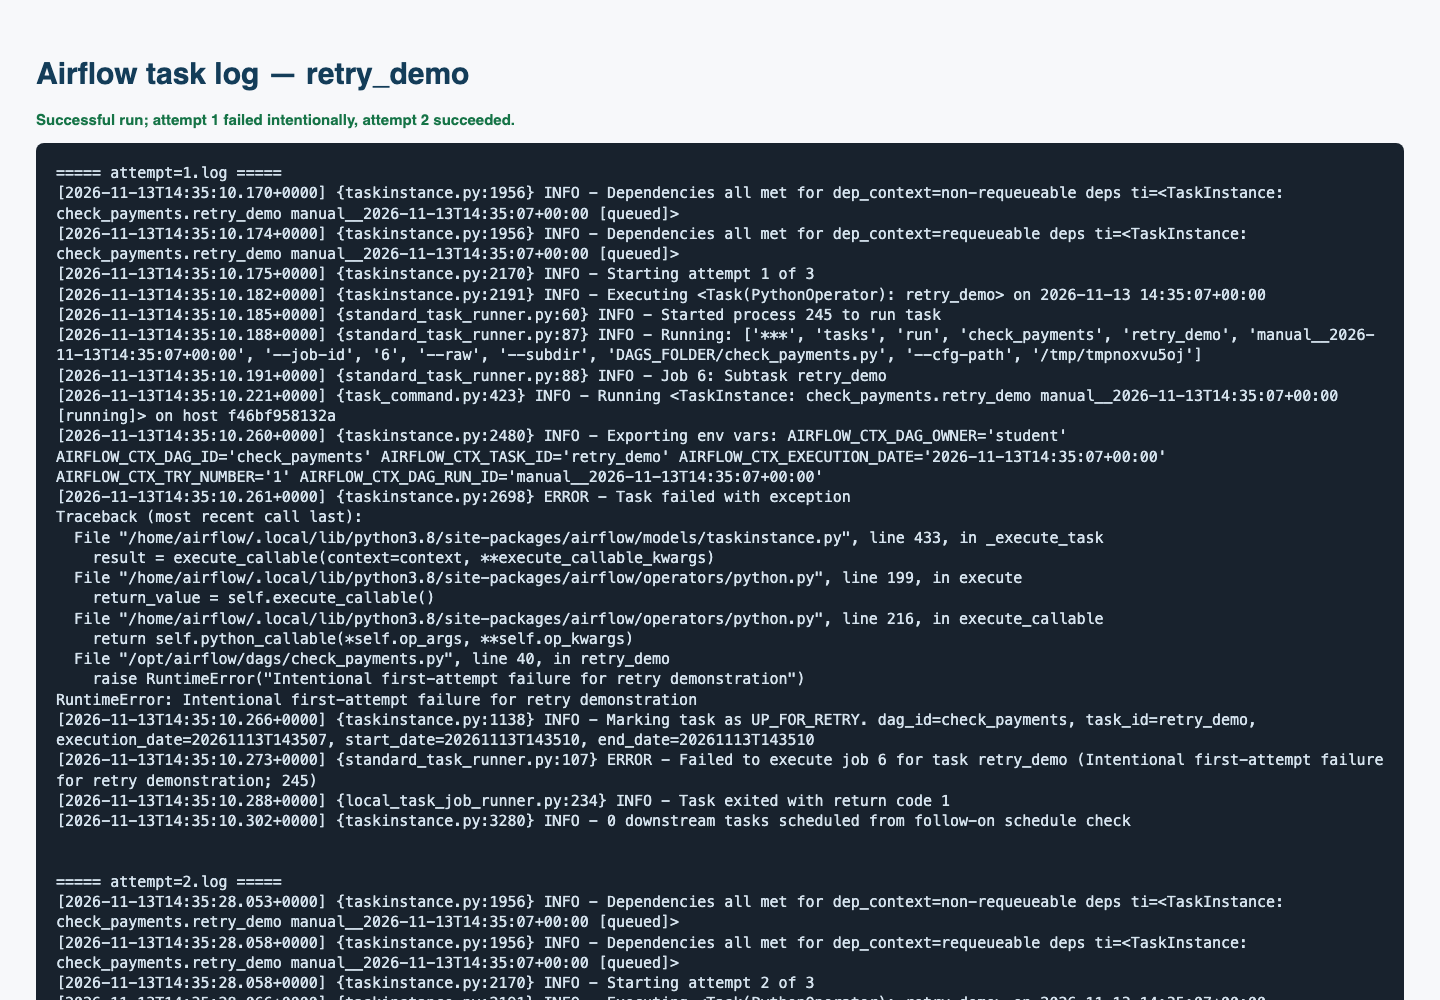 Airflow task log — retry_demo
Successful run; attempt 1 failed intentionally, attempt 2 succeeded.
===== attempt=1.log =====
[2026-11-13T14:35:10.170+0000] {taskinstance.py:1956} INFO - Dependencies all met for dep_context=non-requeueable deps ti=<TaskInstance:
check_payments.retry_demo manual__2026-11-13T14:35:07+00:00 [queued]>
[2026-11-13T14:35:10.174+0000] {taskinstance.py:1956} INFO - Dependencies all met for dep_context=requeueable deps ti=<TaskInstance:
check_payments.retry_demo manual__2026-11-13T14:35:07+00:00 [queued]>
[2026-11-13T14:35:10.175+0000] {taskinstance.py:2170} INFO - Starting attempt 1 of 3
[2026-11-13T14:35:10.182+0000] {taskinstance.py:2191} INFO - Executing <Task(PythonOperator): retry_demo> on 2026-11-13 14:35:07+00:00
[2026-11-13T14:35:10.185+0000] {standard_task_runner.py:60} INFO - Started process 245 to run task
[2026-11-13T14:35:10.188+0000] {standard_task_runner.py:87} INFO - Running: ['***', 'tasks', 'run', 'check_payments', 'retry_demo', 'manual__2026-
11-13T14:35:07+00:00', '--job-id', '6', '--raw', '--subdir', 'DAGS_FOLDER/check_payments.py', '--cfg-path', '/tmp/tmpnoxvu5oj']
[2026-11-13T14:35:10.191+0000] {standard_task_runner.py:88} INFO - Job 6: Subtask retry_demo
[2026-11-13T14:35:10.221+0000] {task_command.py:423} INFO - Running <TaskInstance: check_payments.retry_demo manual__2026-11-13T14:35:07+00:00
[running]> on host f46bf958132a
[2026-11-13T14:35:10.260+0000] {taskinstance.py:2480} INFO - Exporting env vars: AIRFLOW_CTX_DAG_OWNER='student'
AIRFLOW_CTX_DAG_ID='check_payments' AIRFLOW_CTX_TASK_ID='retry_demo' AIRFLOW_CTX_EXECUTION_DATE='2026-11-13T14:35:07+00:00'
AIRFLOW_CTX_TRY_NUMBER='1' AIRFLOW_CTX_DAG_RUN_ID='manual__2026-11-13T14:35:07+00:00'
[2026-11-13T14:35:10.261+0000] {taskinstance.py:2698} ERROR - Task failed with exception
Traceback (most recent call last):
  File "/home/airflow/.local/lib/python3.8/site-packages/airflow/models/taskinstance.py", line 433, in _execute_task
    result = execute_callable(context=context, **execute_callable_kwargs)
  File "/home/airflow/.local/lib/python3.8/site-packages/airflow/operators/python.py", line 199, in execute
    return_value = self.execute_callable()
  File "/home/airflow/.local/lib/python3.8/site-packages/airflow/operators/python.py", line 216, in execute_callable
    return self.python_callable(*self.op_args, **self.op_kwargs)
  File "/opt/airflow/dags/check_payments.py", line 40, in retry_demo
    raise RuntimeError("Intentional first-attempt failure for retry demonstration")
RuntimeError: Intentional first-attempt failure for retry demonstration
[2026-11-13T14:35:10.266+0000] {taskinstance.py:1138} INFO - Marking task as UP_FOR_RETRY. dag_id=check_payments, task_id=retry_demo,
execution_date=20261113T143507, start_date=20261113T143510, end_date=20261113T143510
[2026-11-13T14:35:10.273+0000] {standard_task_runner.py:107} ERROR - Failed to execute job 6 for task retry_demo (Intentional first-attempt failure
for retry demonstration; 245)
[2026-11-13T14:35:10.288+0000] {local_task_job_runner.py:234} INFO - Task exited with return code 1
[2026-11-13T14:35:10.302+0000] {taskinstance.py:3280} INFO - 0 downstream tasks scheduled from follow-on schedule check
===== attempt=2.log =====
[2026-11-13T14:35:28.053+0000] {taskinstance.py:1956} INFO - Dependencies all met for dep_context=non-requeueable deps ti=<TaskInstance:
check_payments.retry_demo manual__2026-11-13T14:35:07+00:00 [queued]>
[2026-11-13T14:35:28.058+0000] {taskinstance.py:1956} INFO - Dependencies all met for dep_context=requeueable deps ti=<TaskInstance:
check_payments.retry_demo manual__2026-11-13T14:35:07+00:00 [queued]>
[2026-11-13T14:35:28.058+0000] {taskinstance.py:2170} INFO - Starting attempt 2 of 3